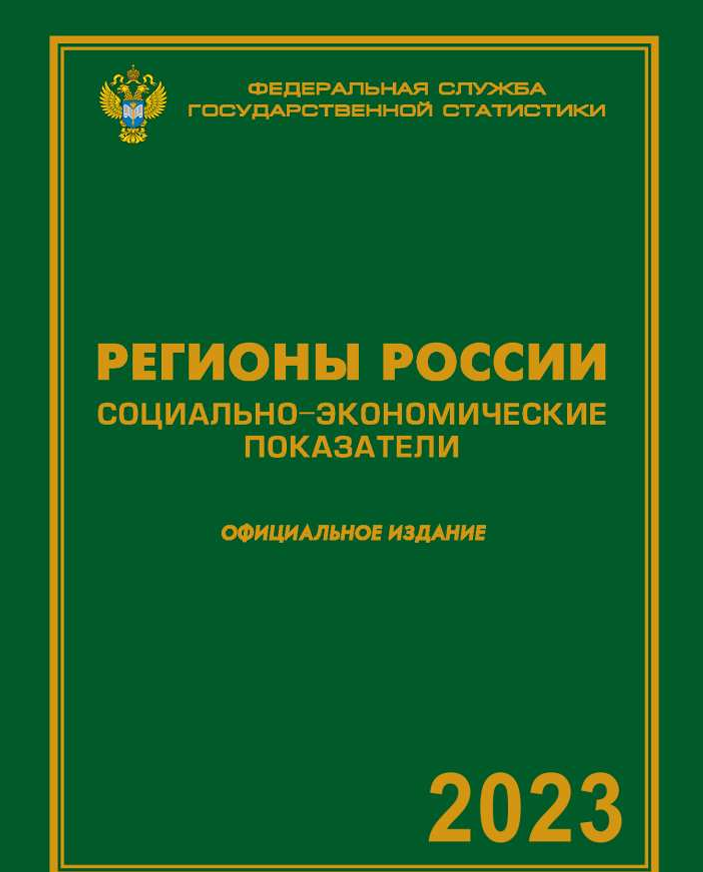 ФЕДЕРАЛЬНАЯ СЛУЖБА
ГОСУДАРСТВЕННОЙ СТАТИСТИКИ
РЕГИОНЫ РОССИИ
СОЦИАЛЬНО-ЭКОНОМИЧЕСКИЕ
ПОКАЗАТЕЛИ
ОФИЦИАЛЬНОЕ ИЗДАНИЕ
2023